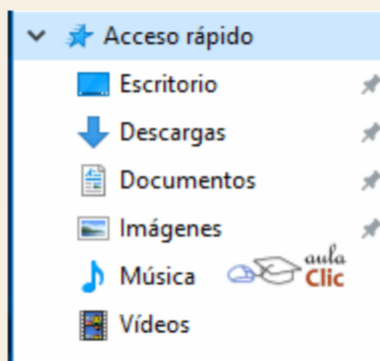 Acceso rápido
Escritorio
Descargas
Documentos
Imágenes
Música
aula
Clic
Vídeos